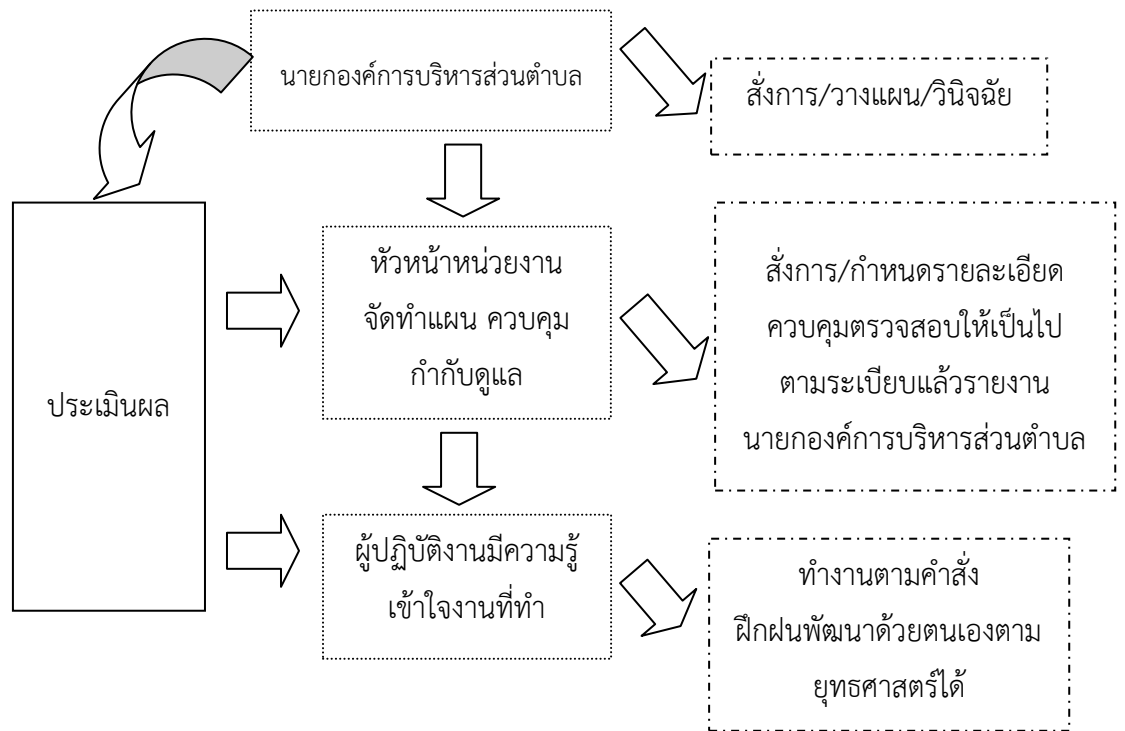 นายกองค์การบริหารส่วนตำบล
สั่งการ/วางแผน/วินิจฉัย
หัวหน้าหน่วยงาน
จัดทำแผน ควบคุม
กำกับดูแล
สั่งการ/กำหนดรายละเอียด
ควบคุมตรวจสอบให้เป็นไป
ตามระเบียบแล้วรายงาน
นายกองค์การบริหารส่วนตำบล
ประเมินผล
ผู้ปฏิบัติงานมีความรู้
เข้าใจงานที่ทำ
ทำงานตามคำสั่ง
ฝึกฝนพัฒนาด้วยตนเองตาม
ยุทธศาสตร์ได้